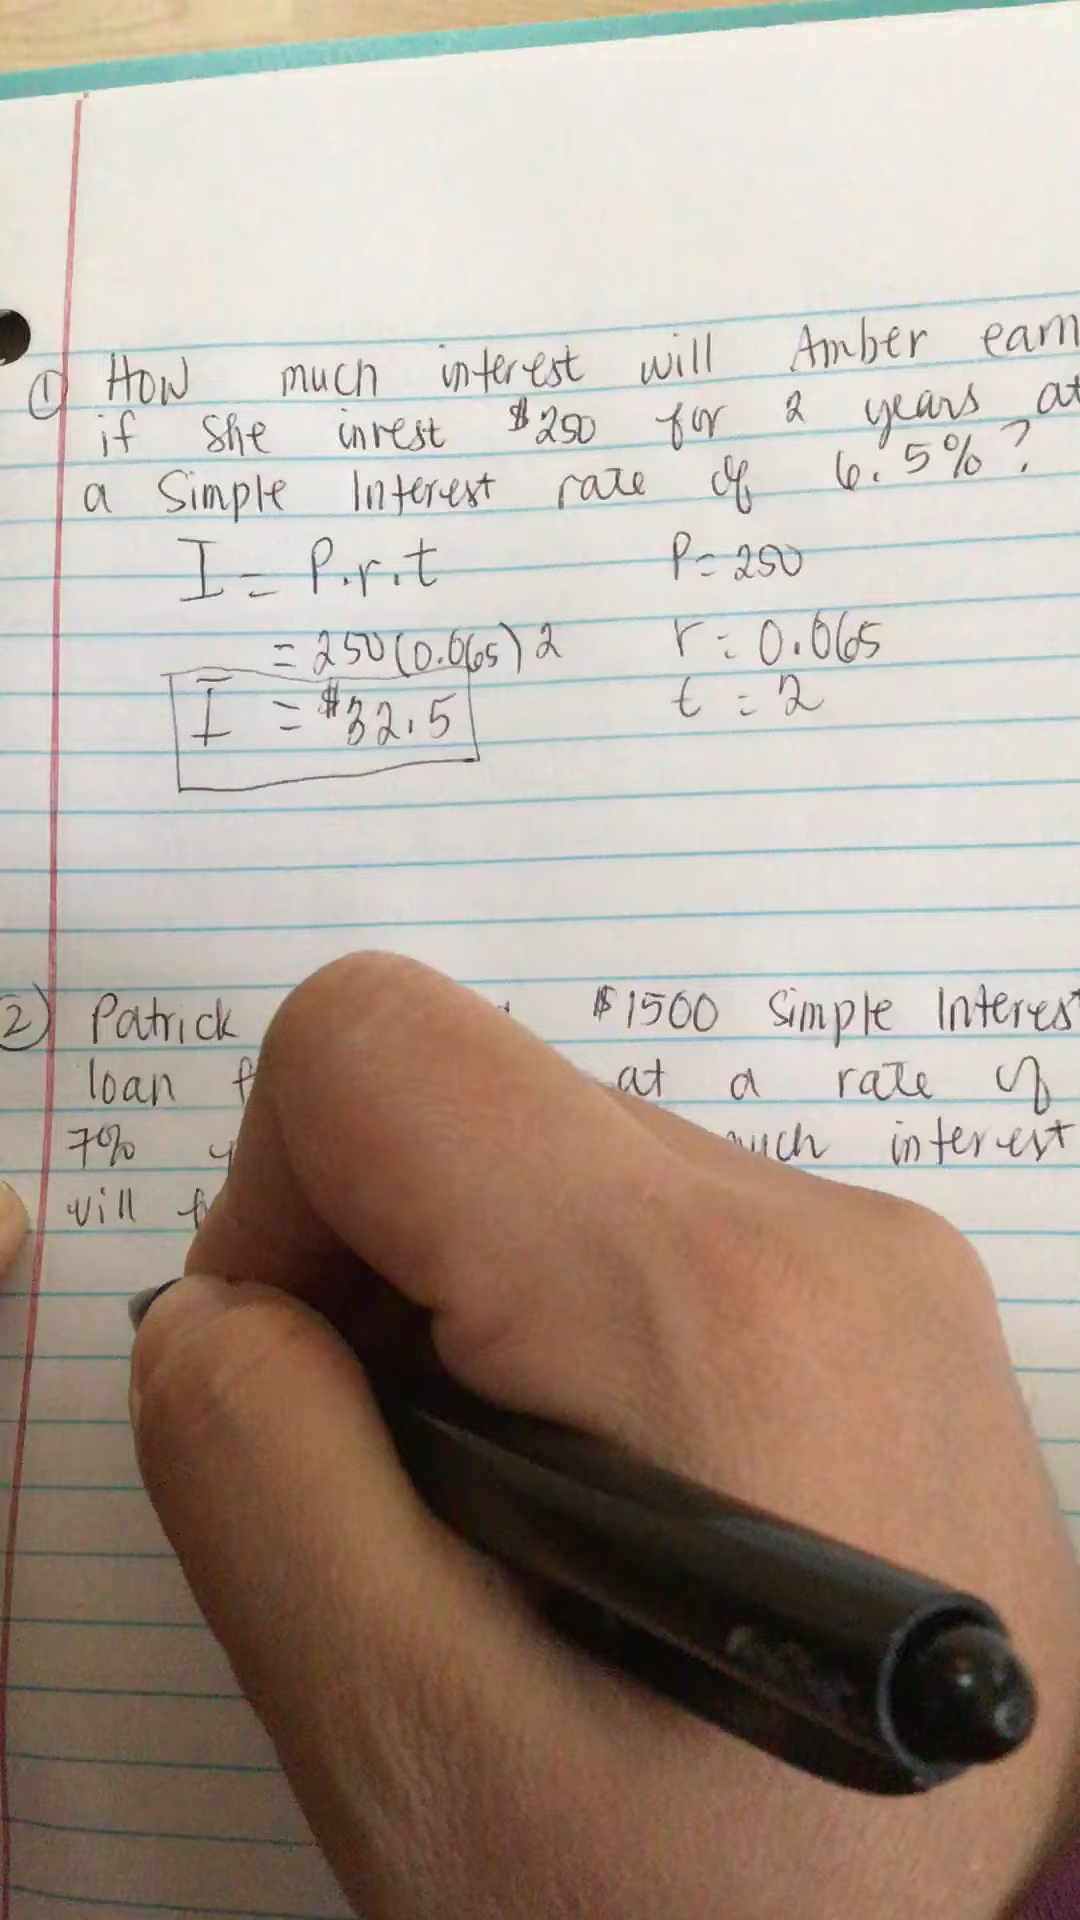 ① How much interest will Amber earn
if she invest $250 for 2 years at
a Simple Interest rate of 6.5%?
I = P.r.t P = 250
= 250(0.065)2 r = 0.065
I = $32.5 t = 2
2) Patrick $1500 Simple Interest
loan at a rate of
7% much interest
will